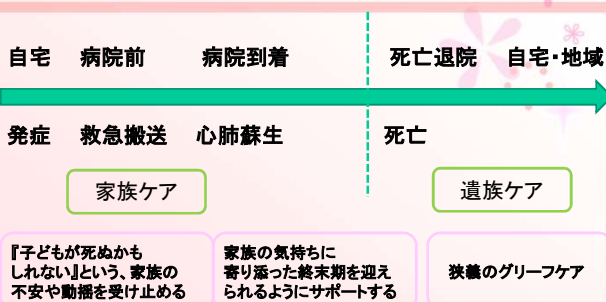 自宅 病院前 病院到着 死亡退院 自宅・地域
発症 救急搬送 心肺蘇生 死亡
家族ケア 遺族ケア
『子どもが死ぬかも
しれない』という、家族の
不安や動揺を受け止める
家族の気持ちに
寄り添った終末期を迎え
られるようにサポートする
狭義のグリーフケア